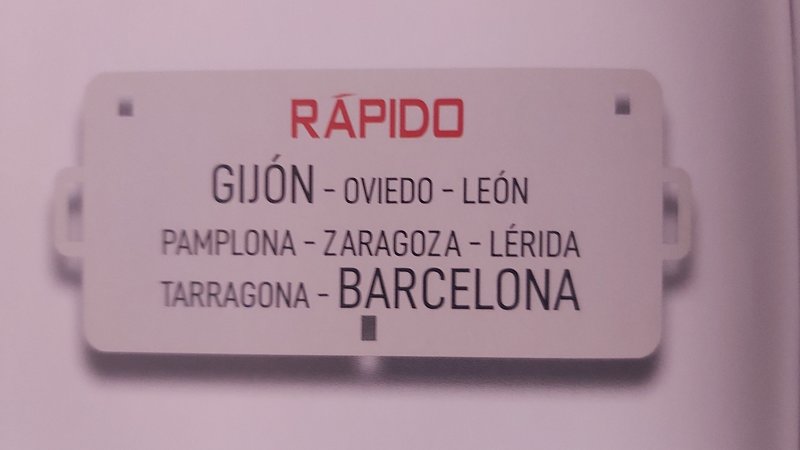 RÁPIDO
GIJÓN - OVIEDO - LEÓN
PAMPLONA - ZARAGOZA - LÉRIDA
TARRAGONA - BARCELONA